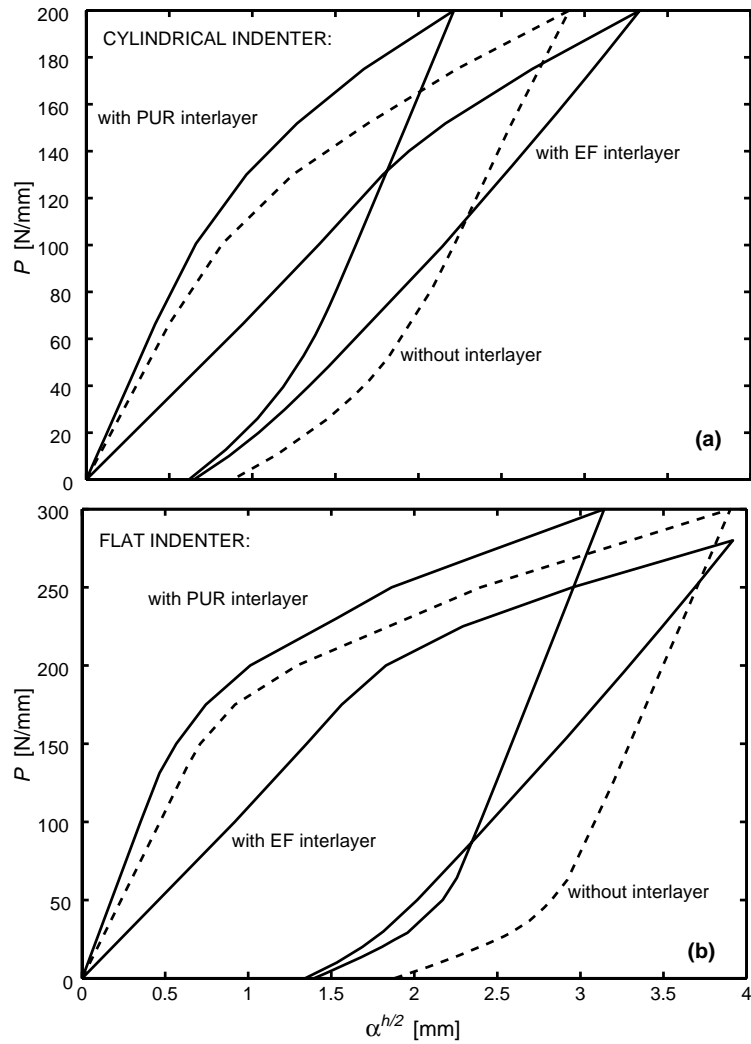 200
180
160
140
120
100
80
60
40
20
0
P [N/mm]
CYLINDRICAL INDENTER:
with PUR interlayer
with EF interlayer
without interlayer
(a)
300
250
200
150
100
50
0
P [N/mm]
FLAT INDENTER:
with PUR interlayer
with EF interlayer
without interlayer
(b)
0 0.5 1 1.5 2 2.5 3 3.5 4
α^{h/2} [mm]